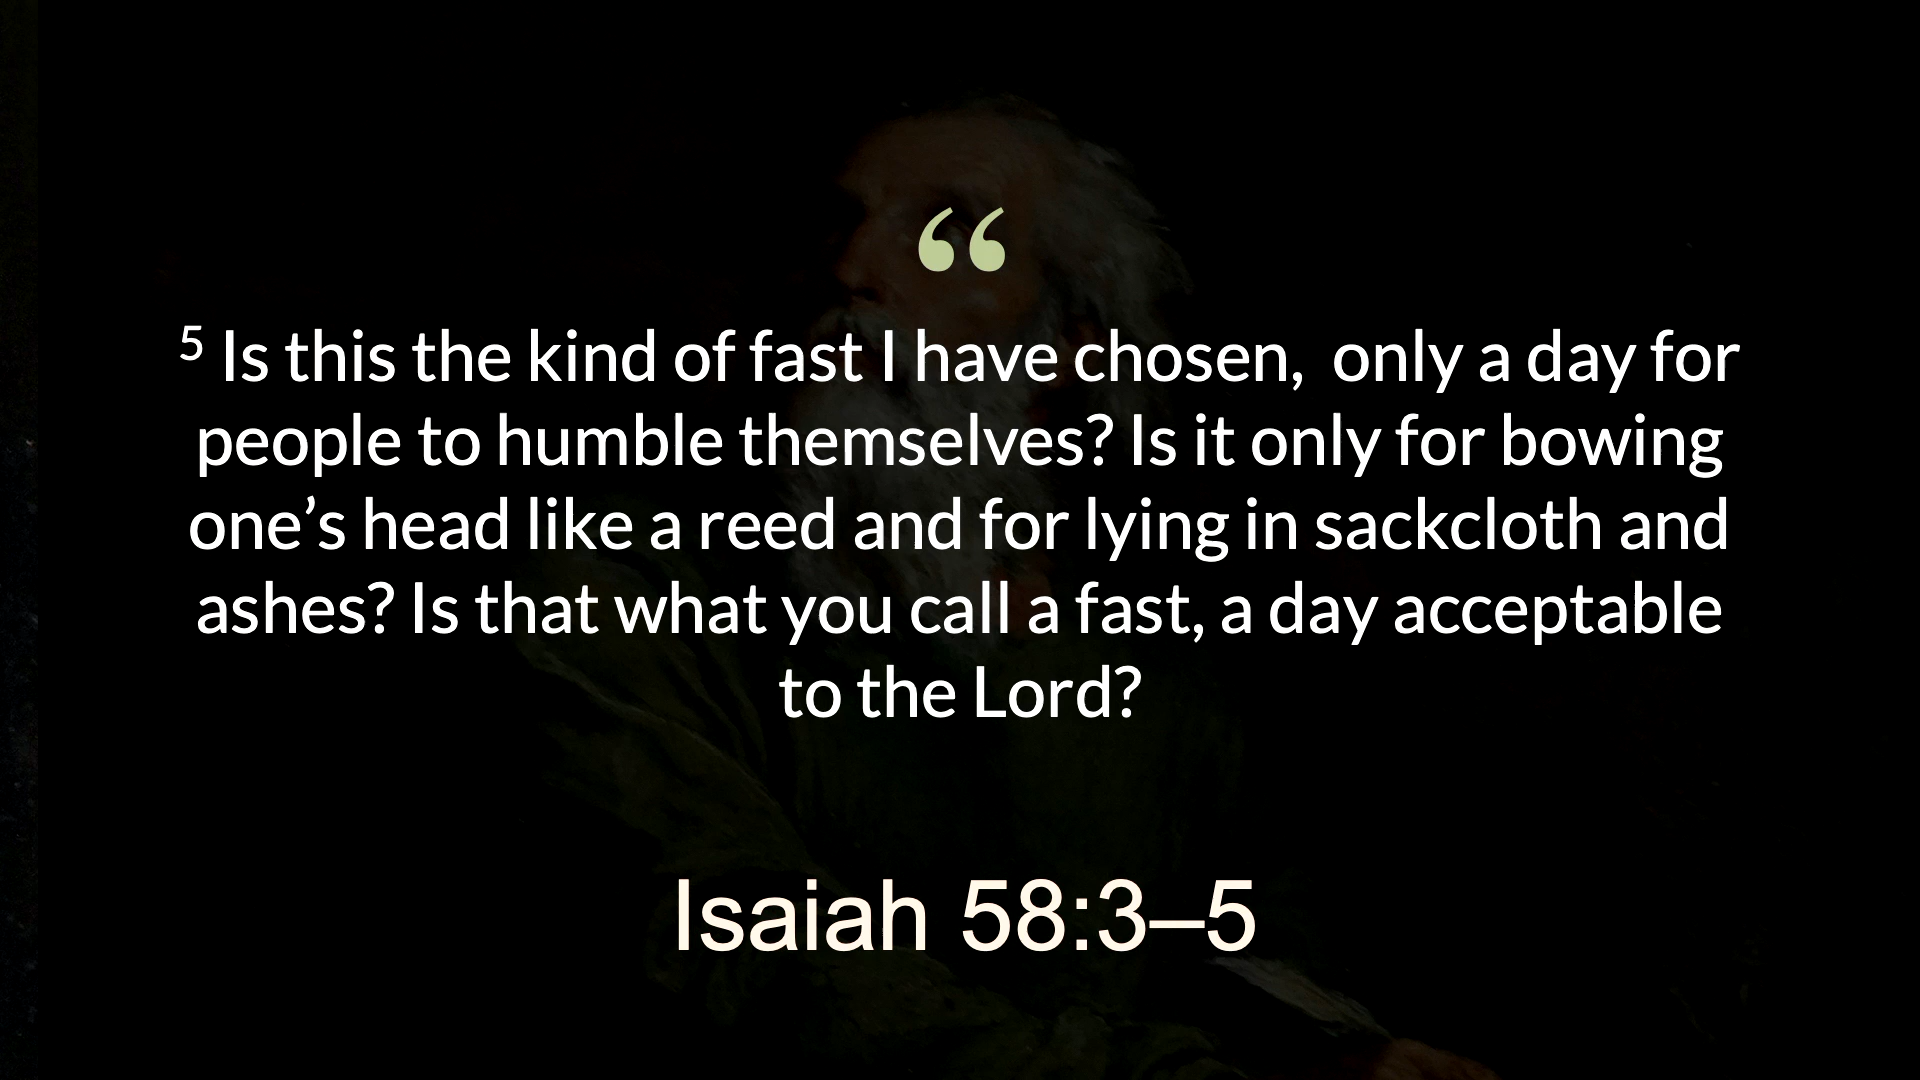 “
⁵ Is this the kind of fast I have chosen,  only a day for
people to humble themselves? Is it only for bowing
one’s head like a reed and for lying in sackcloth and
ashes? Is that what you call a fast, a day acceptable
to the Lord?
Isaiah 58:3–5